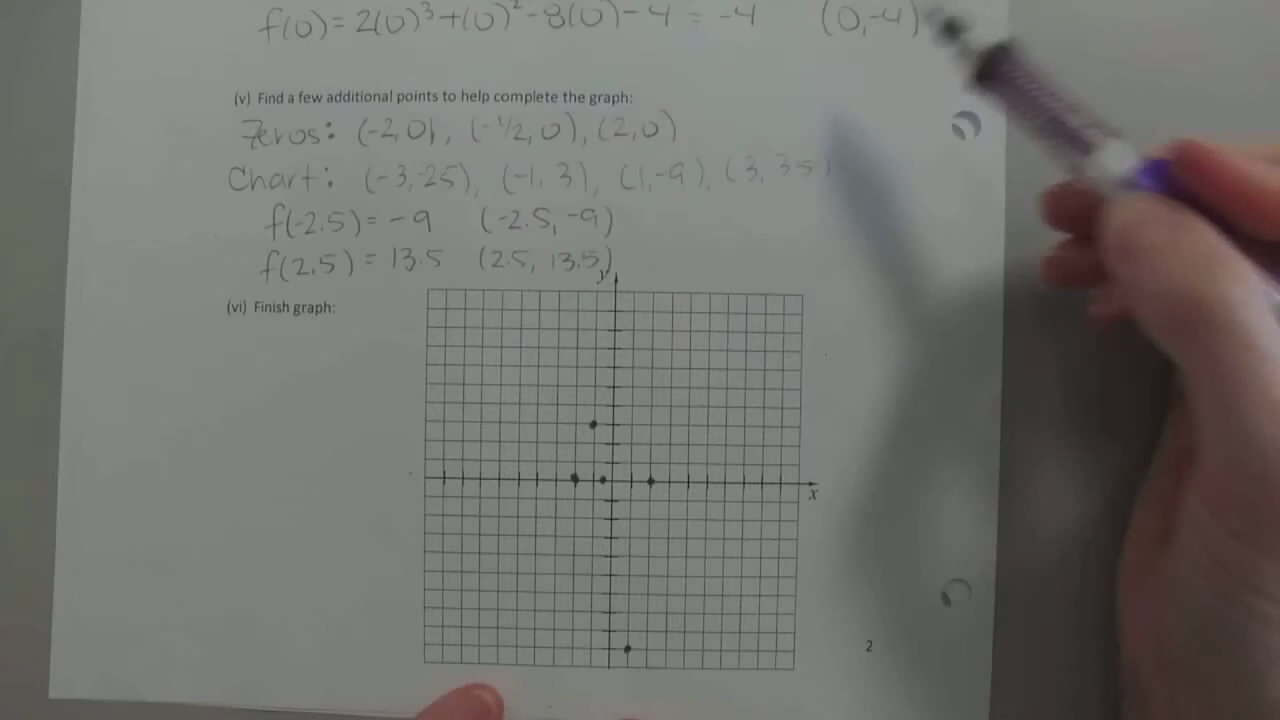 f(0) = 2(0)³ + (0)² - 8(0) - 4 = -4 (0,-4)
(v) Find a few additional points to help complete the graph:
Zeros: (-2,0), (-1/2, 0), (2,0)
Chart: (-3,-25), (-1, 3), (1,-9), (3, 35)
f(-2.5) = -9 (-2.5, -9)
f(2.5) = 13.5 (2.5, 13.5)
y
(vi) Finish graph:
x
2